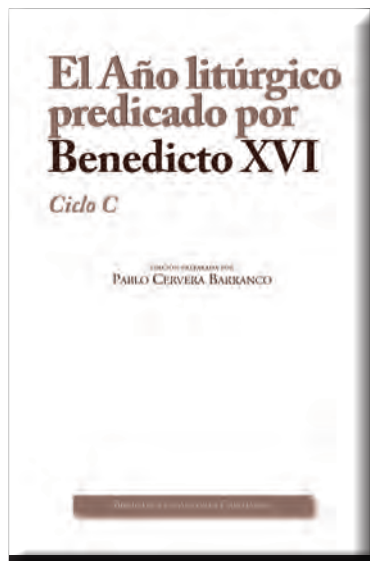 El Año litúrgico
predicado por
Benedicto XVI
Ciclo C
EDICIÓN PREPARADA POR
PABLO CERVERA BARRANCO